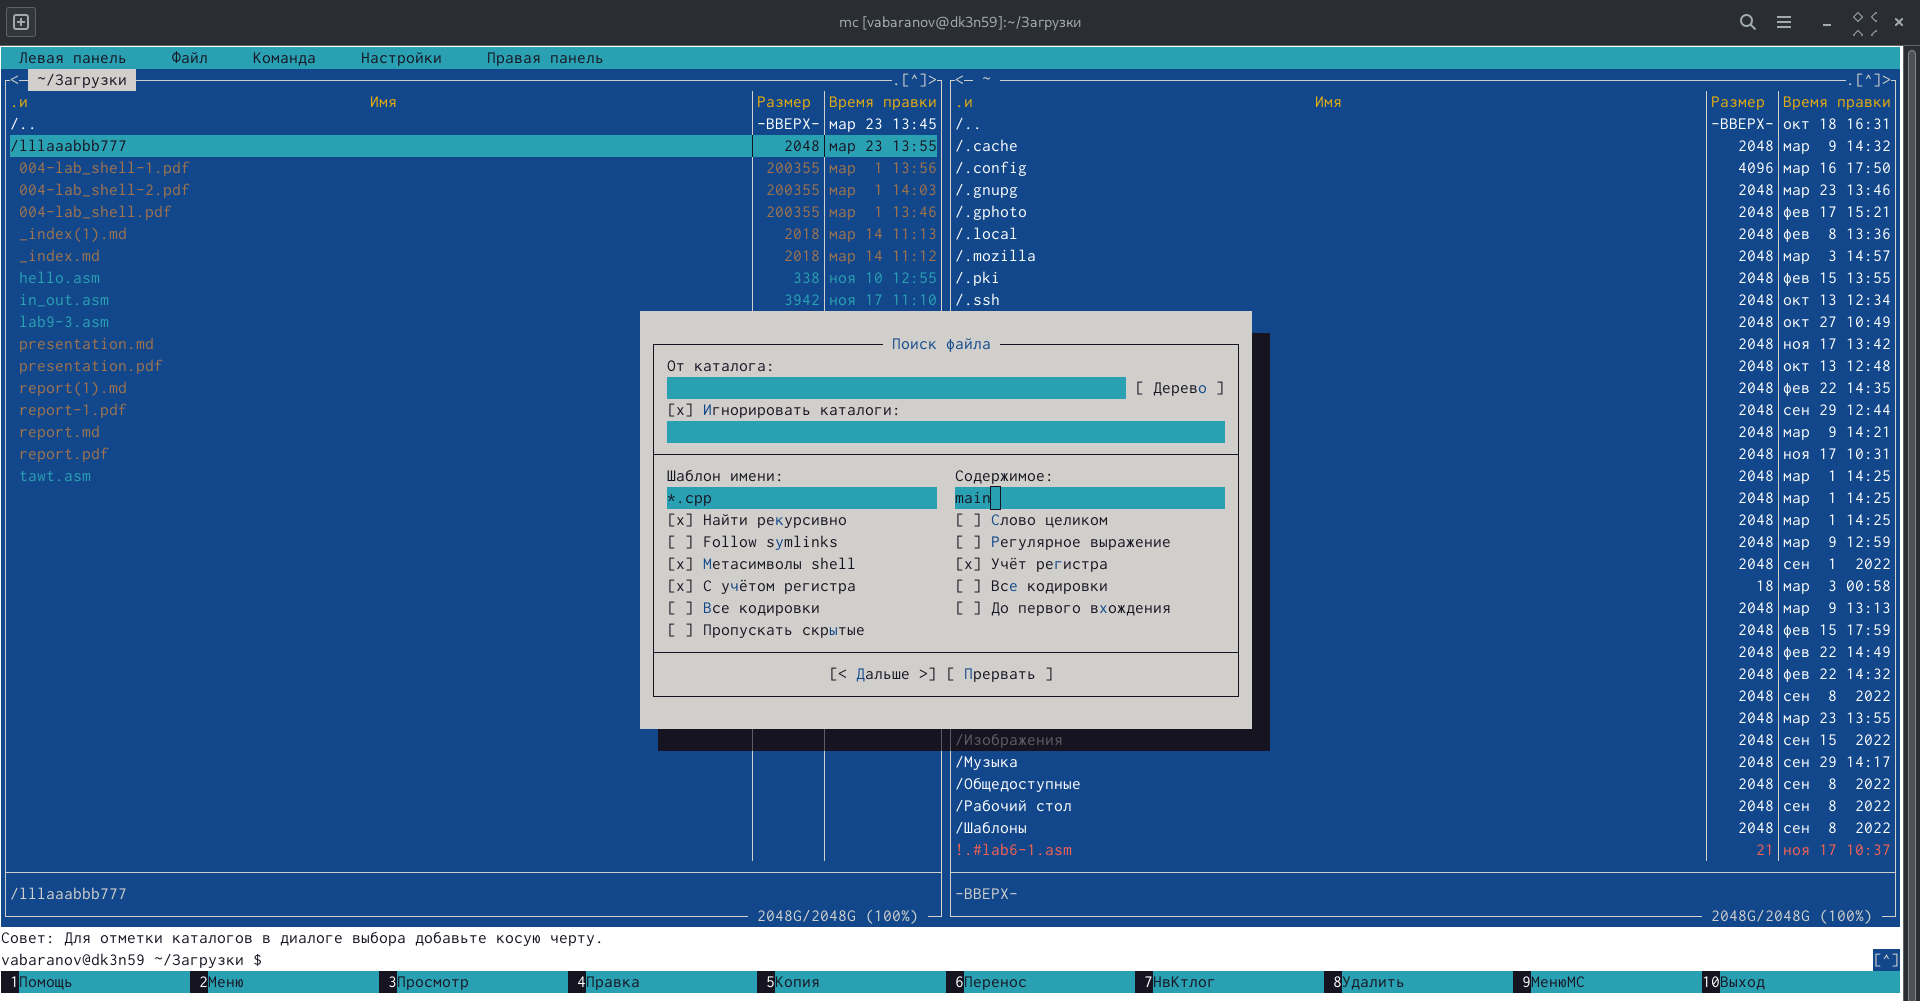 mc [vabaranov@dk3n59]:~/Загрузки
Левая панель Файл Команда Настройки Правая панель
<─ ~/Загрузки .[^]>
.и Имя Размер Время правки
/.. -ВВЕРХ- мар 23 13:45
/lllaaabbb777 2048 мар 23 13:55
004-lab_shell-1.pdf 200355 мар 1 13:56
004-lab_shell-2.pdf 200355 мар 1 14:03
004-lab_shell.pdf 200355 мар 1 13:46
_index(1).md 2018 мар 14 11:13
_index.md 2018 мар 14 11:12
hello.asm 338 ноя 10 12:55
in_out.asm 3942 ноя 17 11:10
lab9-3.asm
presentation.md
presentation.pdf
report(1).md
report-1.pdf
report.md
report.pdf
tawt.asm
/lllaaabbb777
2048G/2048G (100%)
<─ ~ .[^]>
.и Имя Размер Время правки
/.. -ВВЕРХ- окт 18 16:31
/.cache 2048 мар 9 14:32
/.config 4096 мар 16 17:50
/.gnupg 2048 мар 23 13:46
/.gphoto 2048 фев 17 15:21
/.local 2048 фев 8 13:36
/.mozilla 2048 мар 3 14:57
/.pki 2048 фев 15 13:55
/.ssh 2048 окт 13 12:34
2048 окт 27 10:49
2048 ноя 17 13:42
2048 окт 13 12:48
2048 фев 22 14:35
2048 сен 29 12:44
2048 мар 9 14:21
2048 ноя 17 10:31
2048 мар 1 14:25
2048 мар 1 14:25
2048 мар 1 14:25
2048 мар 9 12:59
2048 сен 1 2022
18 мар 3 00:58
2048 мар 9 13:13
2048 фев 15 17:59
2048 фев 22 14:49
2048 фев 22 14:32
2048 сен 8 2022
2048 мар 23 13:55
/Изображения 2048 сен 15 2022
/Музыка 2048 сен 29 14:17
/Общедоступные 2048 сен 8 2022
/Рабочий стол 2048 сен 8 2022
/Шаблоны 2048 сен 8 2022
!.#lab6-1.asm 21 ноя 17 10:37
-ВВЕРХ-
2048G/2048G (100%)
Поиск файла
От каталога:
[ Дерево ]
[x] Игнорировать каталоги:
Шаблон имени: Содержимое:
*.cpp main
[x] Найти рекурсивно [ ] Слово целиком
[ ] Follow symlinks [ ] Регулярное выражение
[x] Метасимволы shell [x] Учёт регистра
[x] С учётом регистра [ ] Все кодировки
[ ] Все кодировки [ ] До первого вхождения
[ ] Пропускать скрытые
[< Дальше >] [ Прервать ]
Совет: Для отметки каталогов в диалоге выбора добавьте косую черту.
vabaranov@dk3n59 ~/Загрузки $ [^]
1Помощь 2Меню 3Просмотр 4Правка 5Копия 6Перенос 7НвКтлог 8Удалить 9МенюMC 10Выход